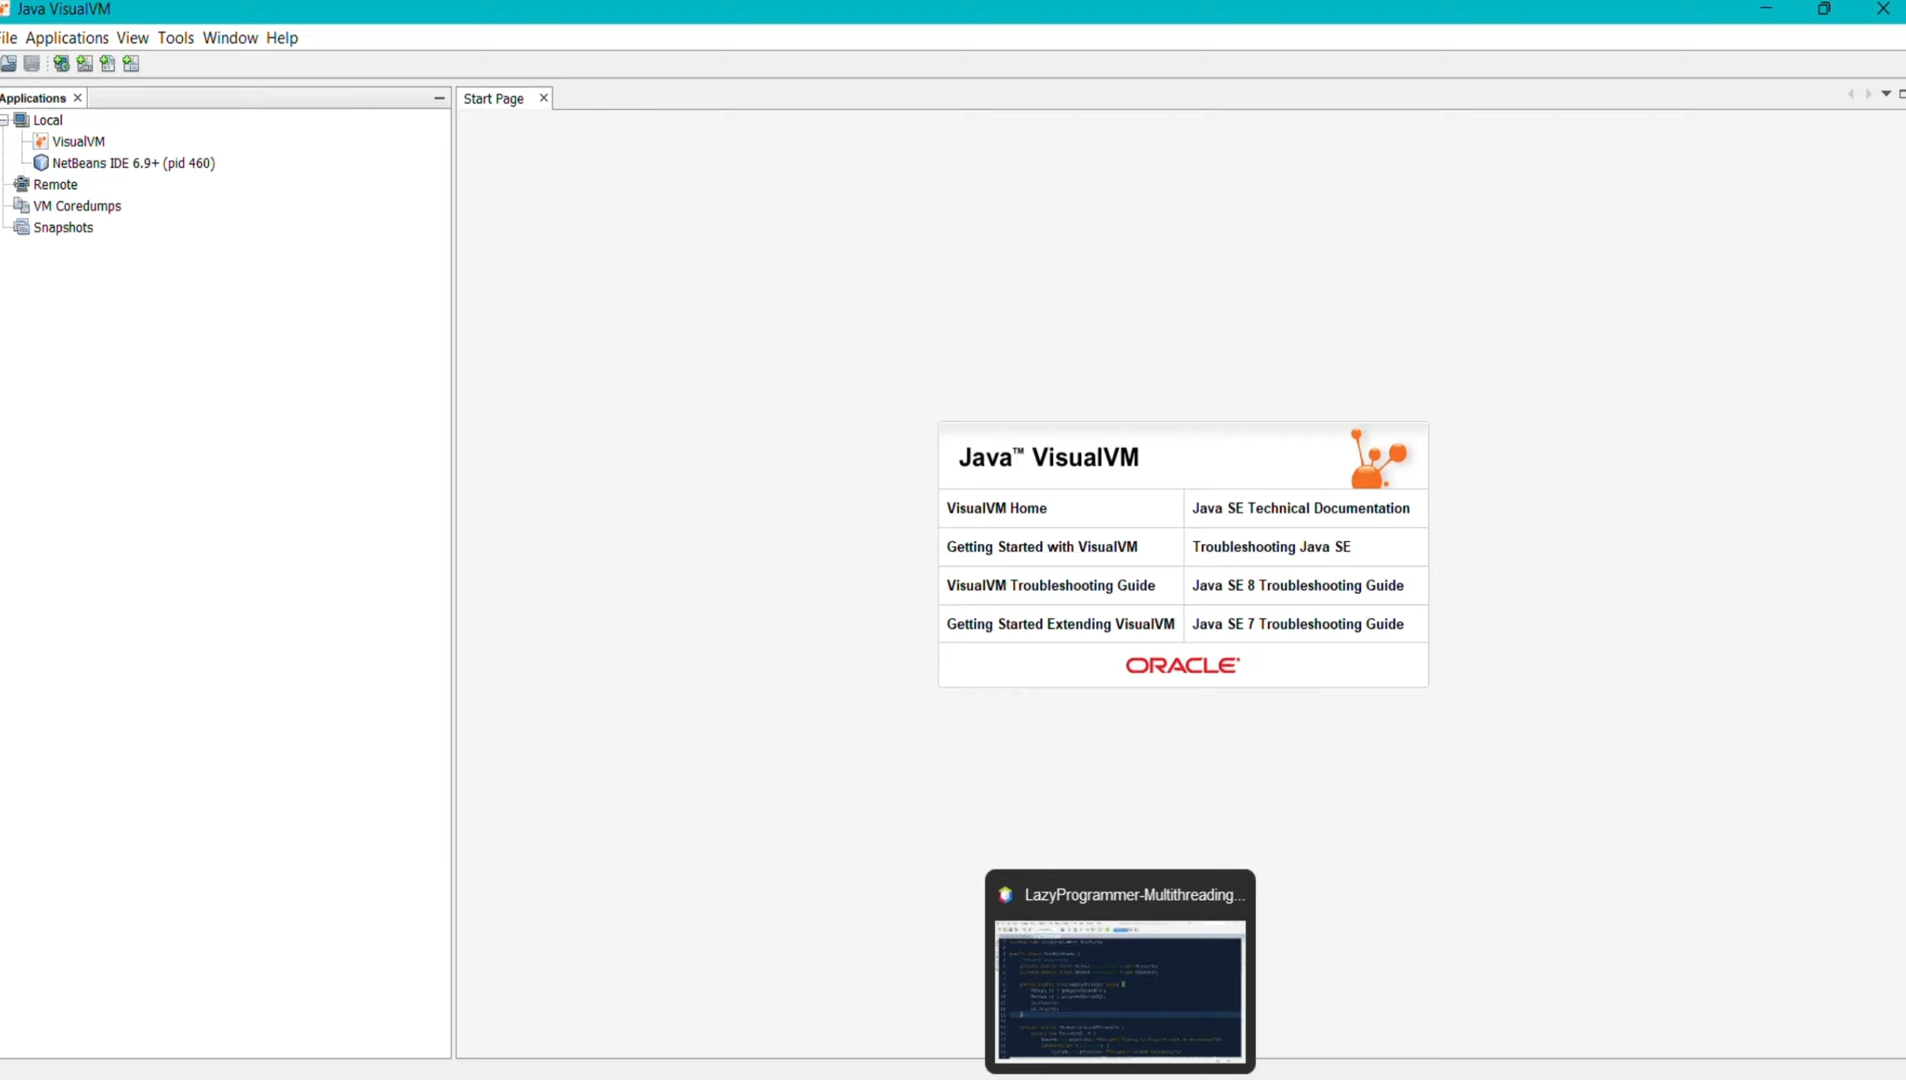 Java VisualVM
ile Applications View Tools Window Help
Applications
Start Page
Local
VisualVM
NetBeans IDE 6.9+ (pid 460)
Remote
VM Coredumps
Snapshots
Java™ VisualVM
VisualVM Home
Java SE Technical Documentation
Getting Started with VisualVM
Troubleshooting Java SE
VisualVM Troubleshooting Guide
Java SE 8 Troubleshooting Guide
Getting Started Extending VisualVM
Java SE 7 Troubleshooting Guide
ORACLE
LazyProgrammer-Multithreading...